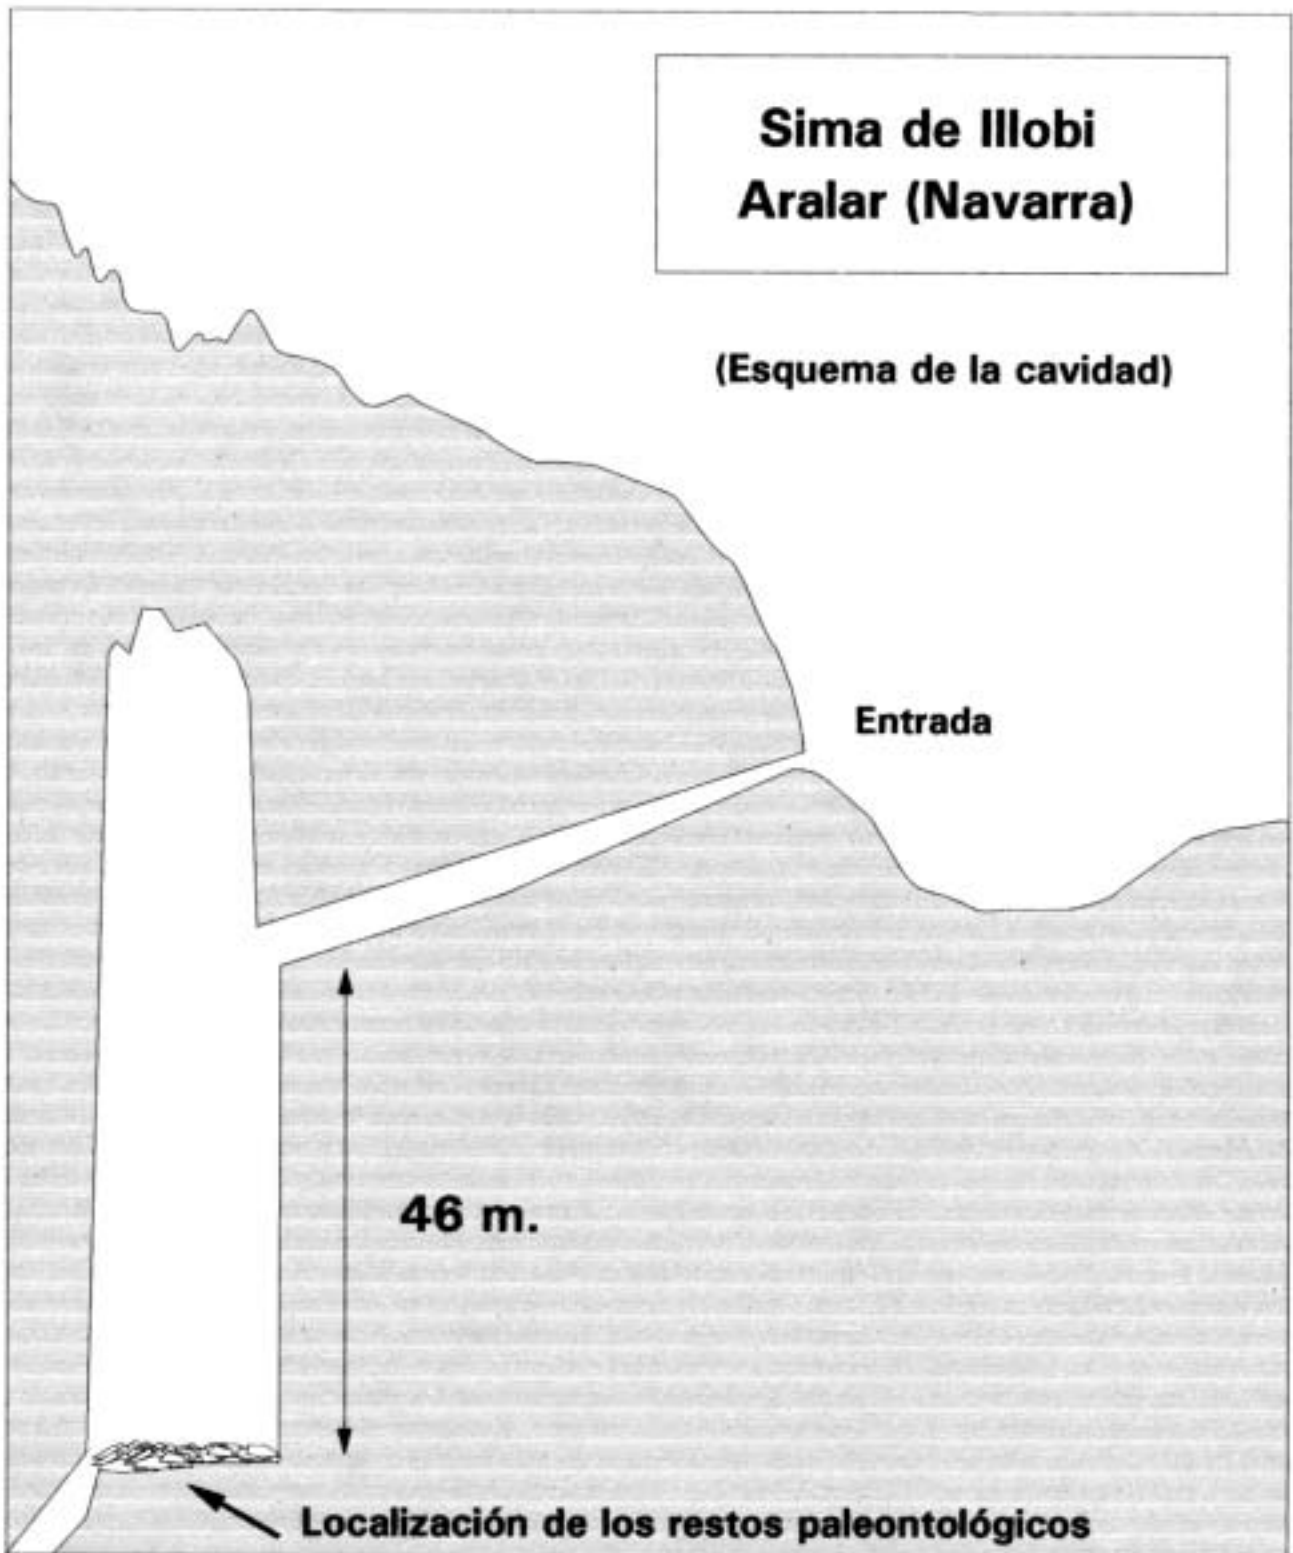 Sima de Illobi
Aralar (Navarra)
(Esquema de la cavidad)
Entrada
46 m.
Localización de los restos paleontológicos